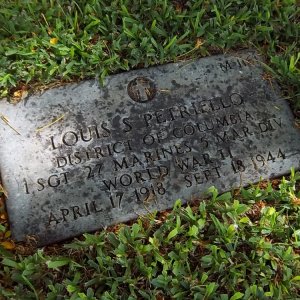 LOUIS S PETRIELLO
DISTRICT OF COLUMBIA
1 SGT 27 MARINES 5 MAR DIV
WORLD WAR II
APRIL 17 1918 SEPT 18 1944